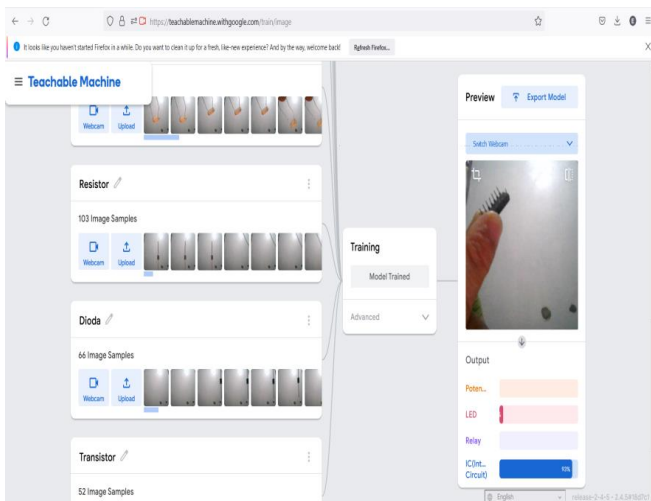 https://teachablemachine.withgoogle.com/train/image
It looks like you haven't started Firefox in a while. Do you want to clean it up for a fresh, like-new experience? And by the way, welcome back!
Refresh Firefox...
Teachable Machine
Webcam
Upload
Resistor
103 Image Samples
Webcam
Upload
Dioda
66 Image Samples
Webcam
Upload
Transistor
52 Image Samples
Training
Model Trained
Advanced
Preview
Export Model
Switch Webcam
Output
Poten...
LED
Relay
IC(Int...
Circuit)
English